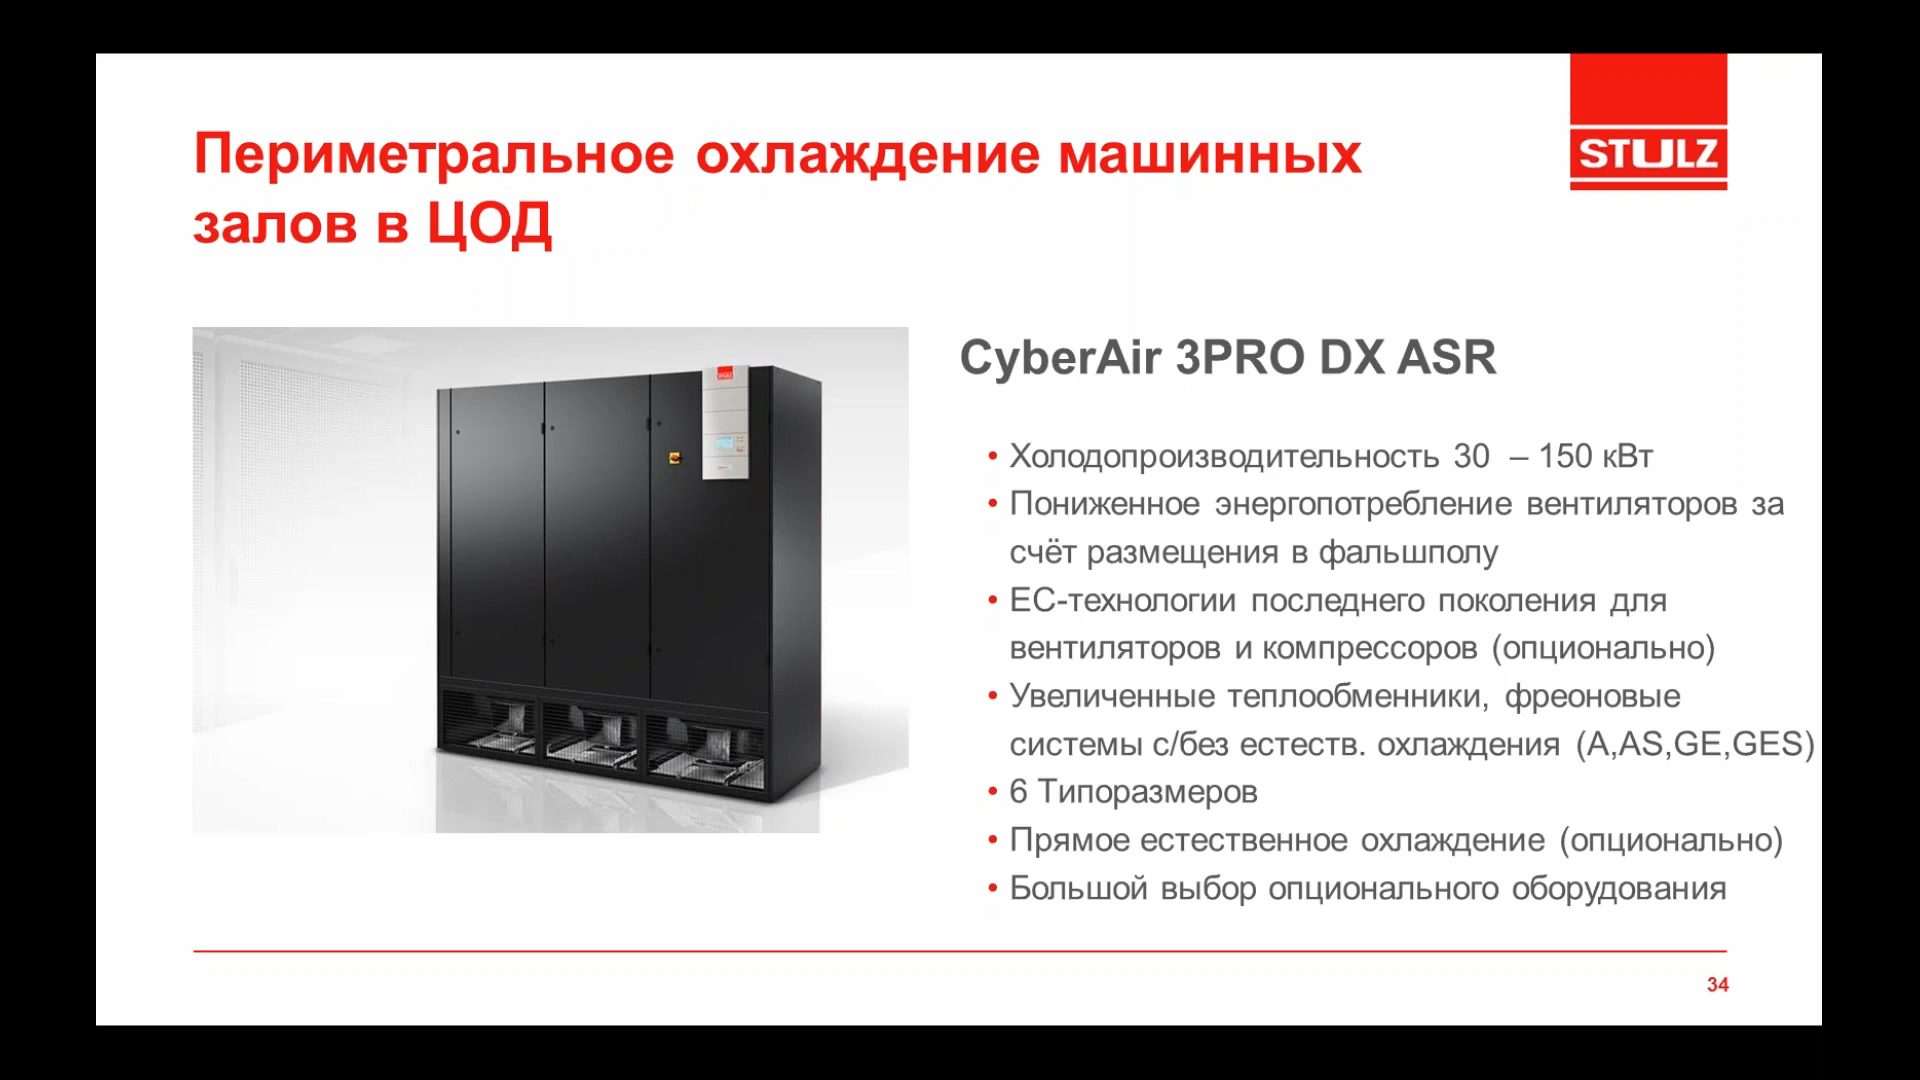 STULZ
Периметральное охлаждение машинных
залов в ЦОД
CyberAir 3PRO DX ASR
• Холодопроизводительность 30 – 150 кВт
• Пониженное энергопотребление вентиляторов за
счёт размещения в фальшполу
• ЕС-технологии последнего поколения для
вентиляторов и компрессоров (опционально)
• Увеличенные теплообменники, фреоновые
системы с/без естеств. охлаждения (A,AS,GE,GES)
• 6 Типоразмеров
• Прямое естественное охлаждение (опционально)
• Большой выбор опционального оборудования
34